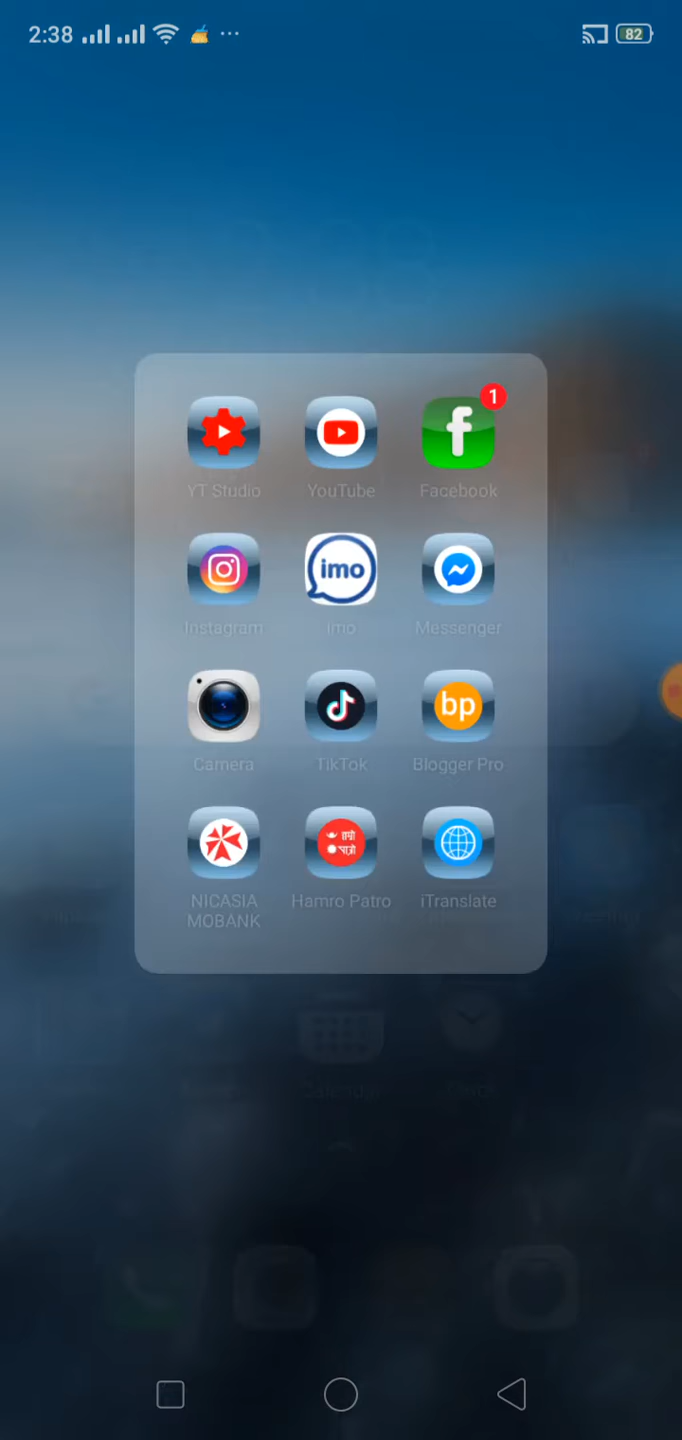 2:38
82
1
f
YT Studio
YouTube
Facebook
imo
Instagram
imo
Messenger
bp
Camera
TikTok
Blogger Pro
हाम्रो
पात्रो
NICASIA
MOBANK
Hamro Patro
iTranslate
Calendar